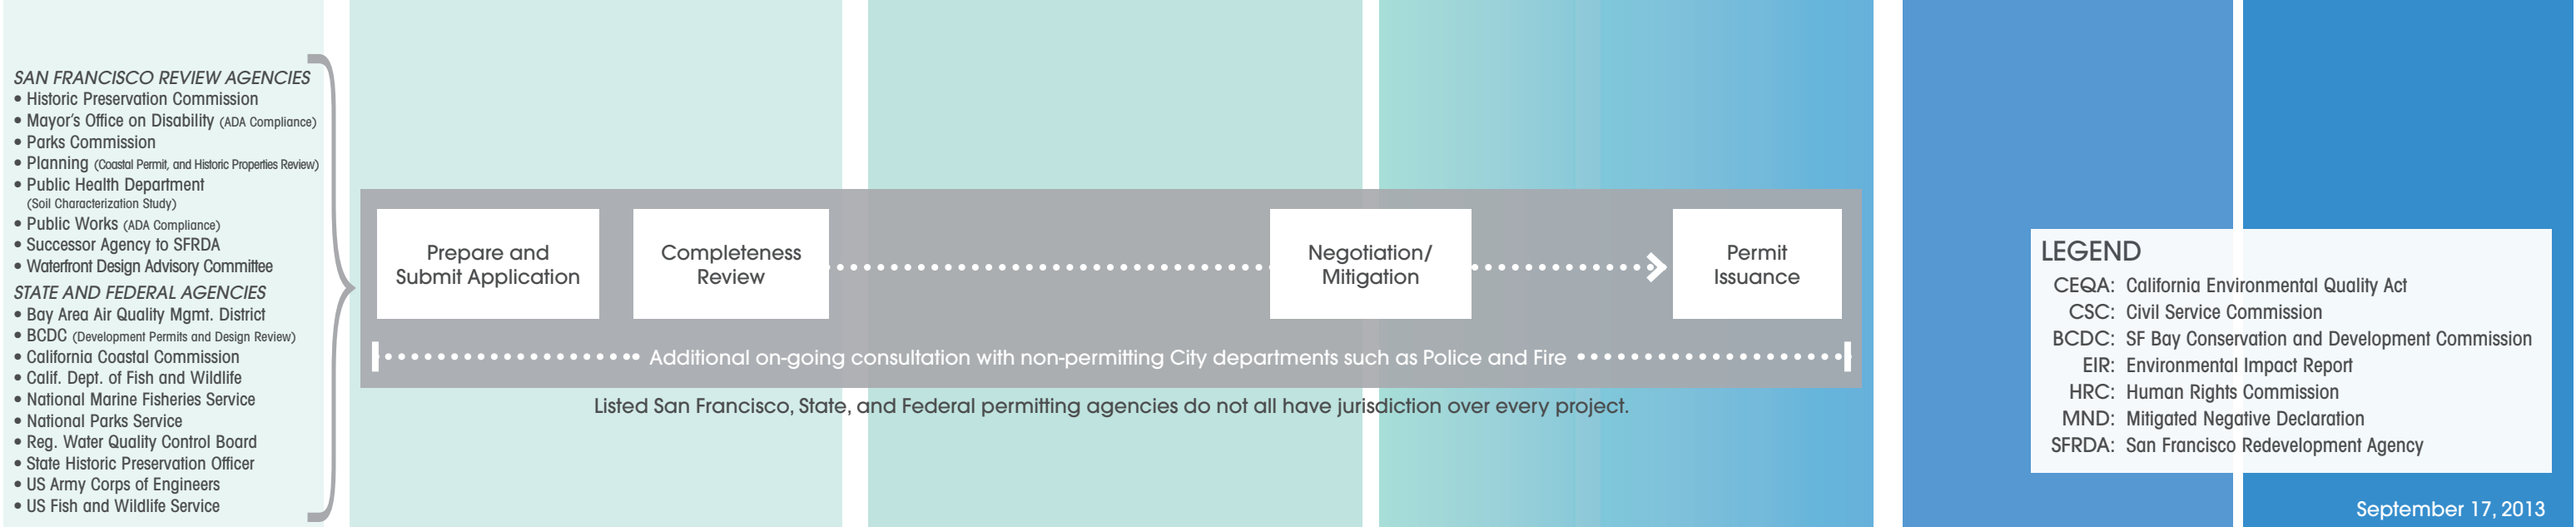 SAN FRANCISCO REVIEW AGENCIES
• Historic Preservation Commission
• Mayor's Office on Disability (ADA Compliance)
• Parks Commission
• Planning (Coastal Permit, and Historic Properties Review)
• Public Health Department
(Soil Characterization Study)
• Public Works (ADA Compliance)
• Successor Agency to SFRDA
• Waterfront Design Advisory Committee
STATE AND FEDERAL AGENCIES
• Bay Area Air Quality Mgmt. District
• BCDC (Development Permits and Design Review)
• California Coastal Commission
• Calif. Dept. of Fish and Wildlife
• National Marine Fisheries Service
• National Parks Service
• Reg. Water Quality Control Board
• State Historic Preservation Officer
• US Army Corps of Engineers
• US Fish and Wildlife Service
Prepare and
Submit Application
Completeness
Review
Negotiation/
Mitigation
Permit
Issuance
Additional on-going consultation with non-permitting City departments such as Police and Fire
Listed San Francisco, State, and Federal permitting agencies do not all have jurisdiction over every project.
LEGEND
CEQA: California Environmental Quality Act
CSC: Civil Service Commission
BCDC: SF Bay Conservation and Development Commission
EIR: Environmental Impact Report
HRC: Human Rights Commission
MND: Mitigated Negative Declaration
SFRDA: San Francisco Redevelopment Agency
September 17, 2013